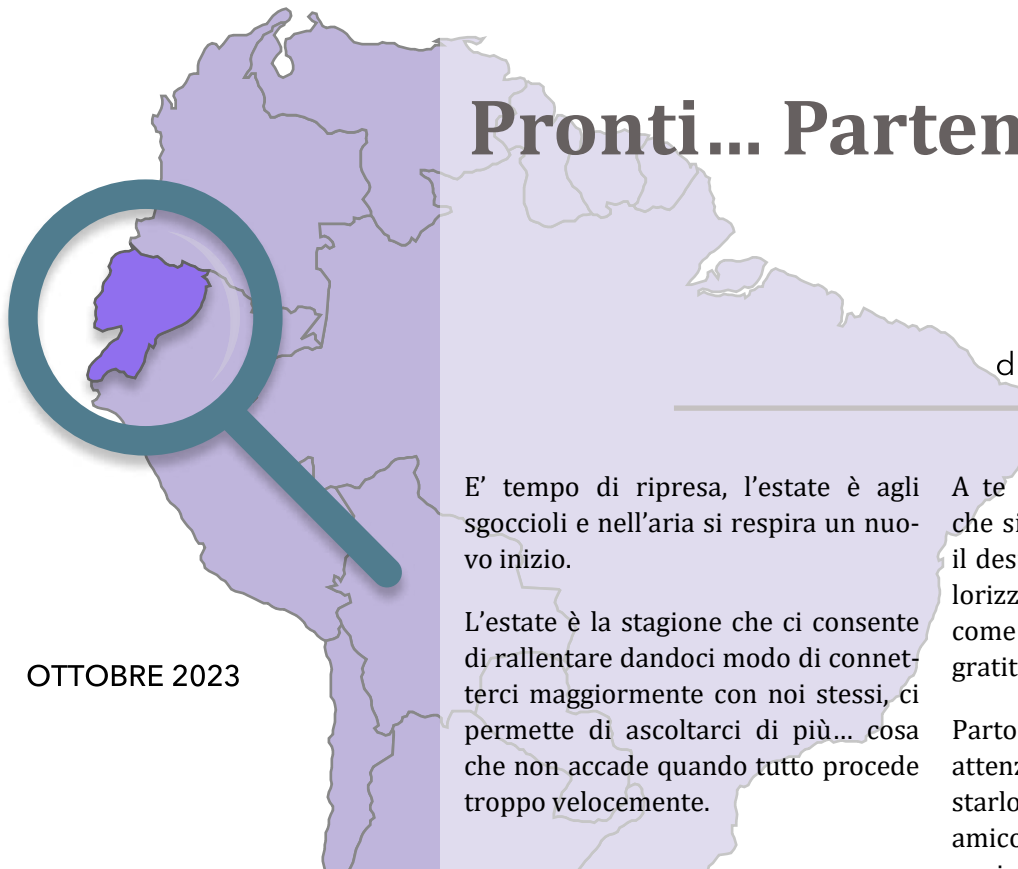 Pronti… Parten
d
OTTOBRE 2023
E’ tempo di ripresa, l’estate è agli
sgoccioli e nell’aria si respira un nuo-
vo inizio.
L’estate è la stagione che ci consente
di rallentare dandoci modo di connet-
terci maggiormente con noi stessi, ci
permette di ascoltarci di più… cosa
che non accade quando tutto procede
troppo velocemente.
A te
che si
il des
lorizz
come
gratit
Parto
attenz
starlo
amico